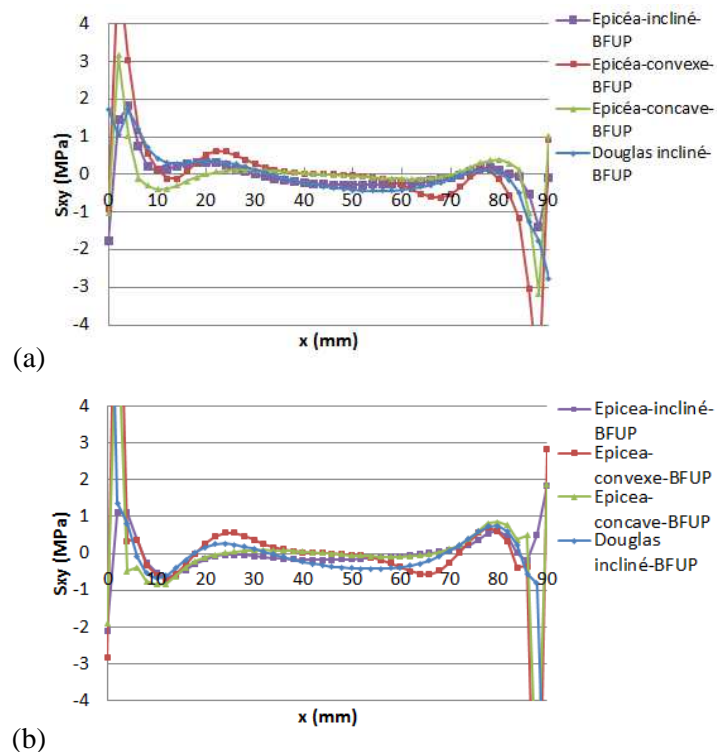 4
3
2
1
0
-1
-2
-3
-4
Sxy (MPa)
0 10 20 30 40 50 60 70 80 90
x (mm)
Epicéa-incliné-
BFUP
Epicéa-convexe-
BFUP
Epicéa-concave-
BFUP
Douglas incliné-
BFUP
(a)
4
3
2
1
0
-1
-2
-3
-4
Sxy (MPa)
0 10 20 30 40 50 60 70 80 90
x (mm)
Epicea-incliné-
BFUP
Epicea-
convexe-BFUP
Epicea-
concave-BFUP
Douglas
incliné-BFUP
(b)